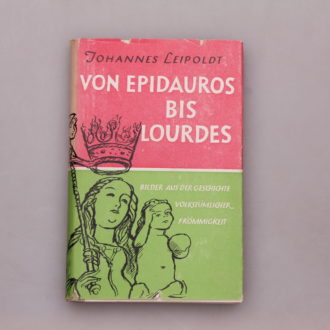 Johannes Leipoldt
VON EPIDAUROS
BIS
LOURDES
BILDER AUS DER GESCHICHTE
VOLKSTÜMLICHER
FRÖMMIGKEIT